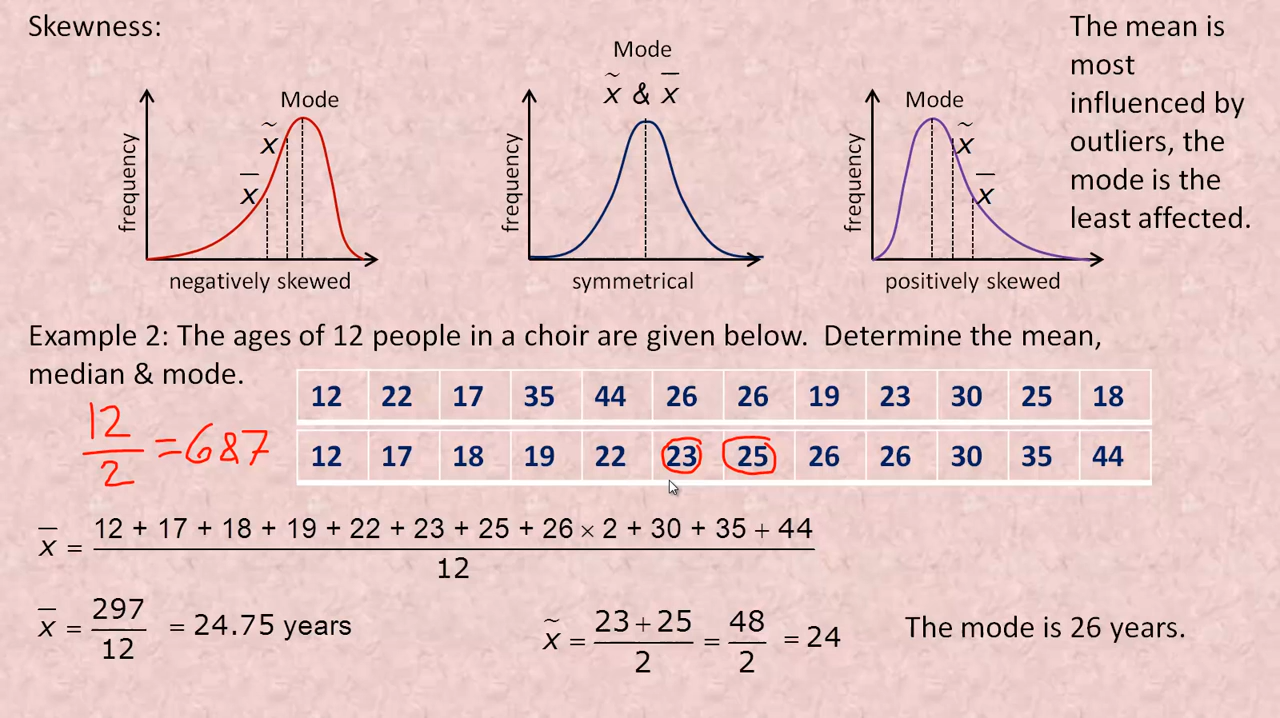 Skewness:
Mode
x̃
x̄
frequency
negatively skewed
Mode
x̃ & x̄
frequency
symmetrical
Mode
x̃
x̄
frequency
positively skewed
The mean is
most
influenced by
outliers, the
mode is the
least affected.
Example 2: The ages of 12 people in a choir are given below. Determine the mean,
median & mode.
12 22 17 35 44 26 26 19 23 30 25 18
12 17 18 19 22 23 25 26 26 30 35 44
12/2 = 6&7
x̄ = (12 + 17 + 18 + 19 + 22 + 23 + 25 + 26 × 2 + 30 + 35 + 44)/12
x̄ = 297/12 = 24.75 years
x̃ = (23 + 25)/2 = 48/2 = 24
The mode is 26 years.